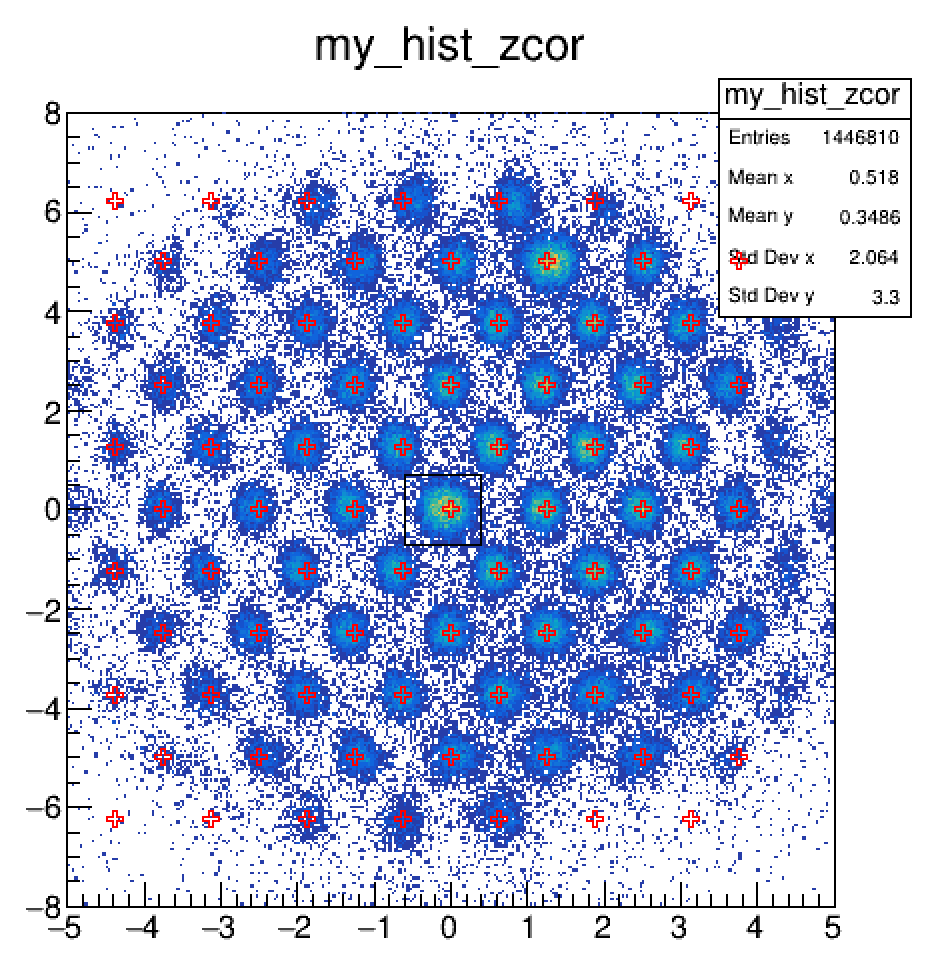 my_hist_zcor
my_hist_zcor
Entries 1446810
Mean x 0.518
Mean y 0.3486
Std Dev x 2.064
Std Dev y 3.3
8
6
4
2
0
−2
−4
−6
−8
−5 −4 −3 −2 −1 0 1 2 3 4 5